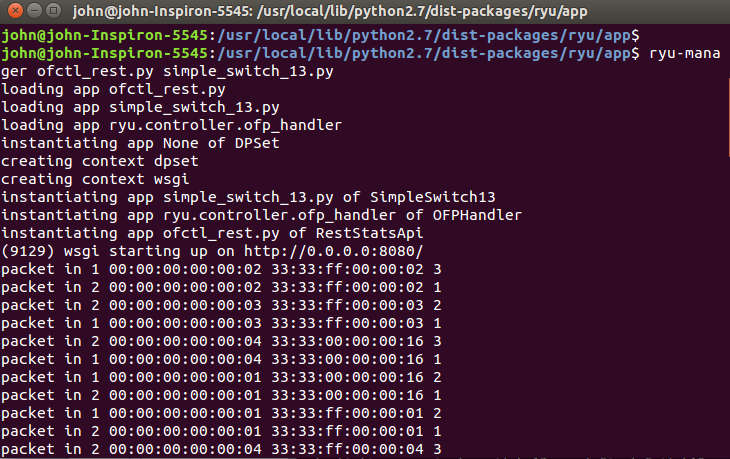 john@john-Inspiron-5545: /usr/local/lib/python2.7/dist-packages/ryu/app
john@john-Inspiron-5545:/usr/local/lib/python2.7/dist-packages/ryu/app$
john@john-Inspiron-5545:/usr/local/lib/python2.7/dist-packages/ryu/app$ ryu-mana
ger ofctl_rest.py simple_switch_13.py
loading app ofctl_rest.py
loading app simple_switch_13.py
loading app ryu.controller.ofp_handler
instantiating app None of DPSet
creating context dpset
creating context wsgi
instantiating app simple_switch_13.py of SimpleSwitch13
instantiating app ryu.controller.ofp_handler of OFPHandler
instantiating app ofctl_rest.py of RestStatsApi
(9129) wsgi starting up on http://0.0.0.0:8080/
packet in 1 00:00:00:00:00:02 33:33:ff:00:00:02 3
packet in 2 00:00:00:00:00:02 33:33:ff:00:00:02 1
packet in 2 00:00:00:00:00:03 33:33:ff:00:00:03 2
packet in 1 00:00:00:00:00:03 33:33:ff:00:00:03 1
packet in 2 00:00:00:00:00:04 33:33:00:00:00:16 3
packet in 1 00:00:00:00:00:04 33:33:00:00:00:16 1
packet in 1 00:00:00:00:00:01 33:33:00:00:00:16 2
packet in 2 00:00:00:00:00:01 33:33:00:00:00:16 1
packet in 1 00:00:00:00:00:01 33:33:ff:00:00:01 2
packet in 2 00:00:00:00:00:01 33:33:ff:00:00:01 1
packet in 2 00:00:00:00:00:04 33:33:ff:00:00:04 3